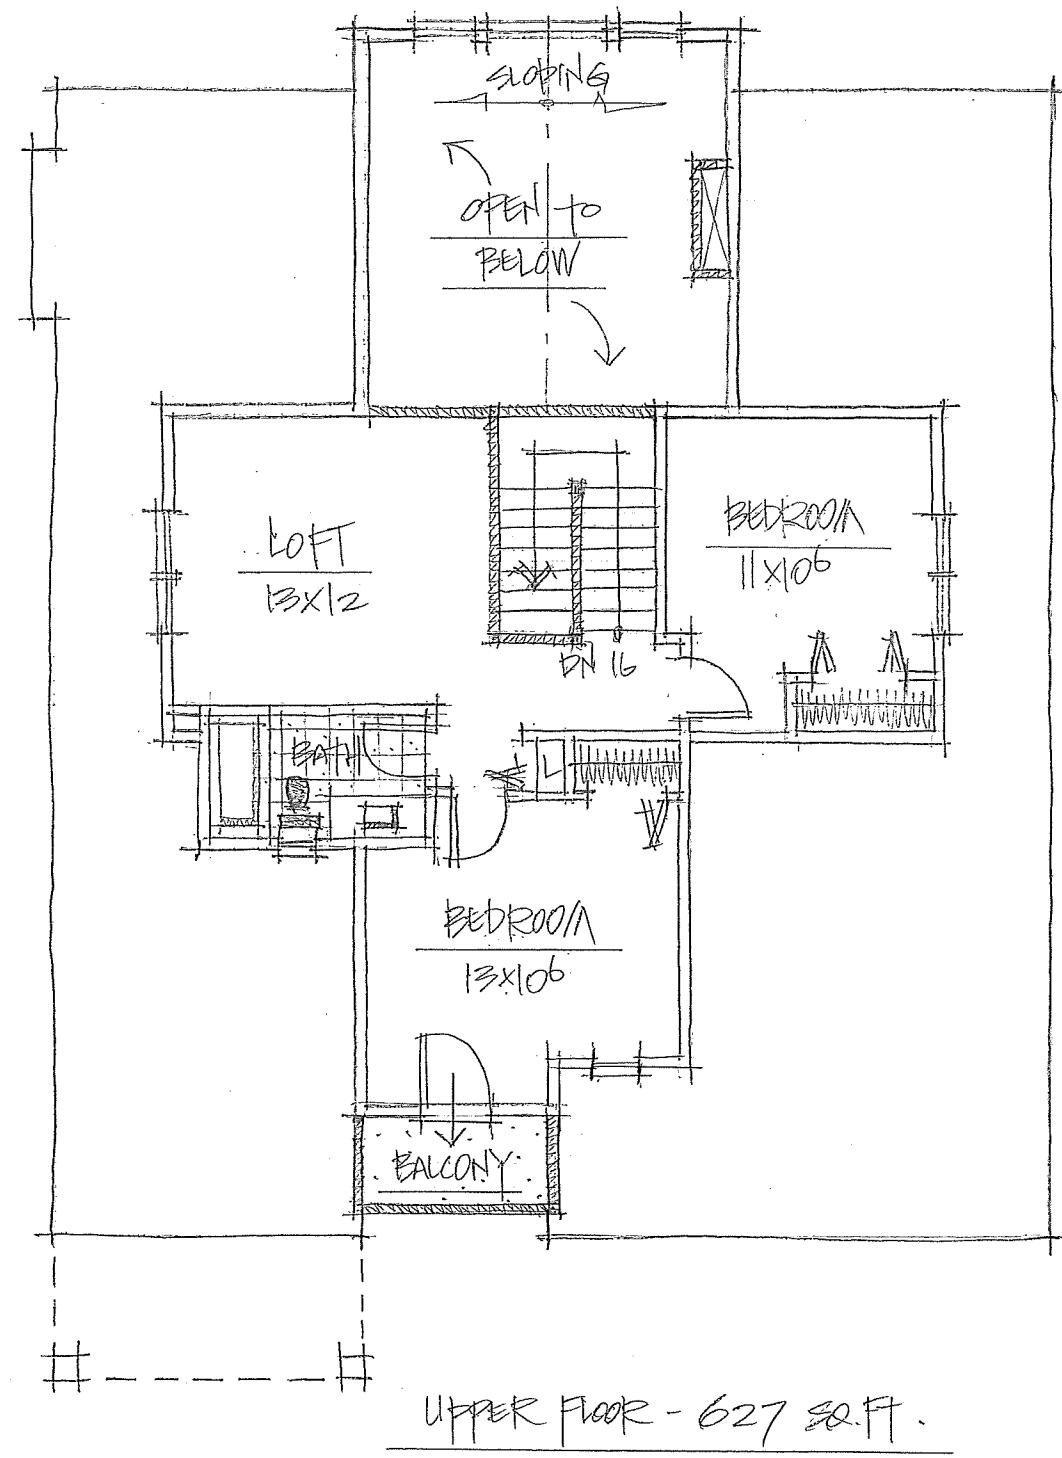 SLOPING
OPEN TO
BELOW
LOFT
13X12
BEDROOM
11X10⁶
DN 16
BATH
L
BEDROOM
13X10⁶
BALCONY
UPPER FLOOR - 627 SQ.FT.